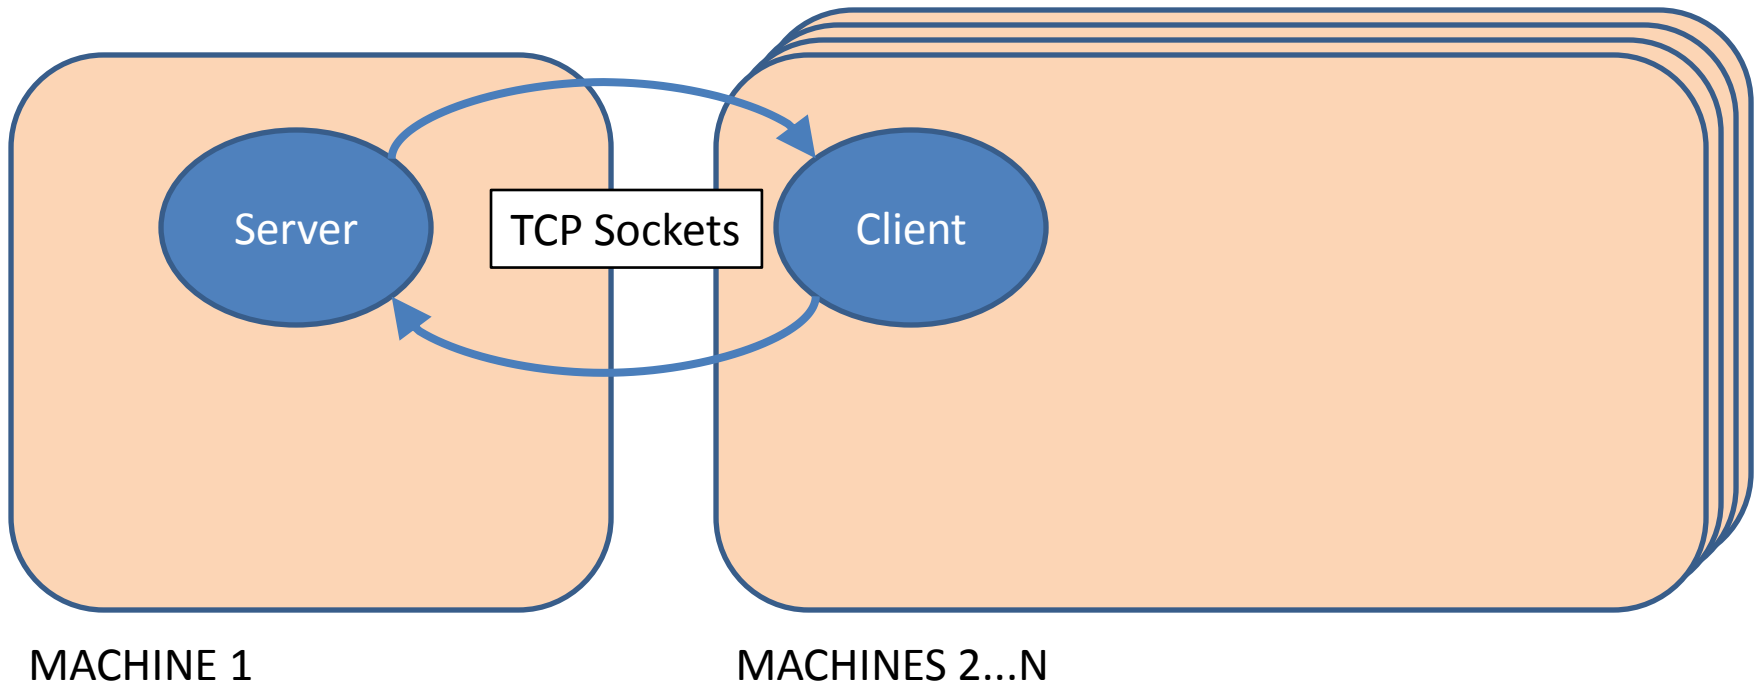 Server
TCP Sockets
Client
MACHINE 1
MACHINES 2...N